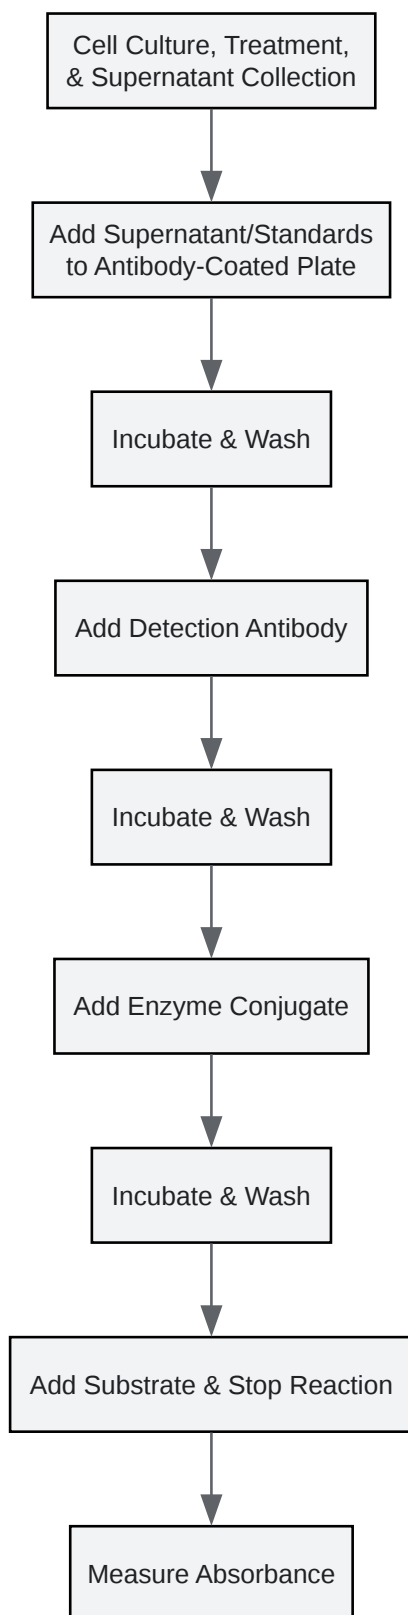 Cell Culture, Treatment,
& Supernatant Collection
Add Supernatant/Standards
to Antibody-Coated Plate
Incubate & Wash
Add Detection Antibody
Incubate & Wash
Add Enzyme Conjugate
Incubate & Wash
Add Substrate & Stop Reaction
Measure Absorbance